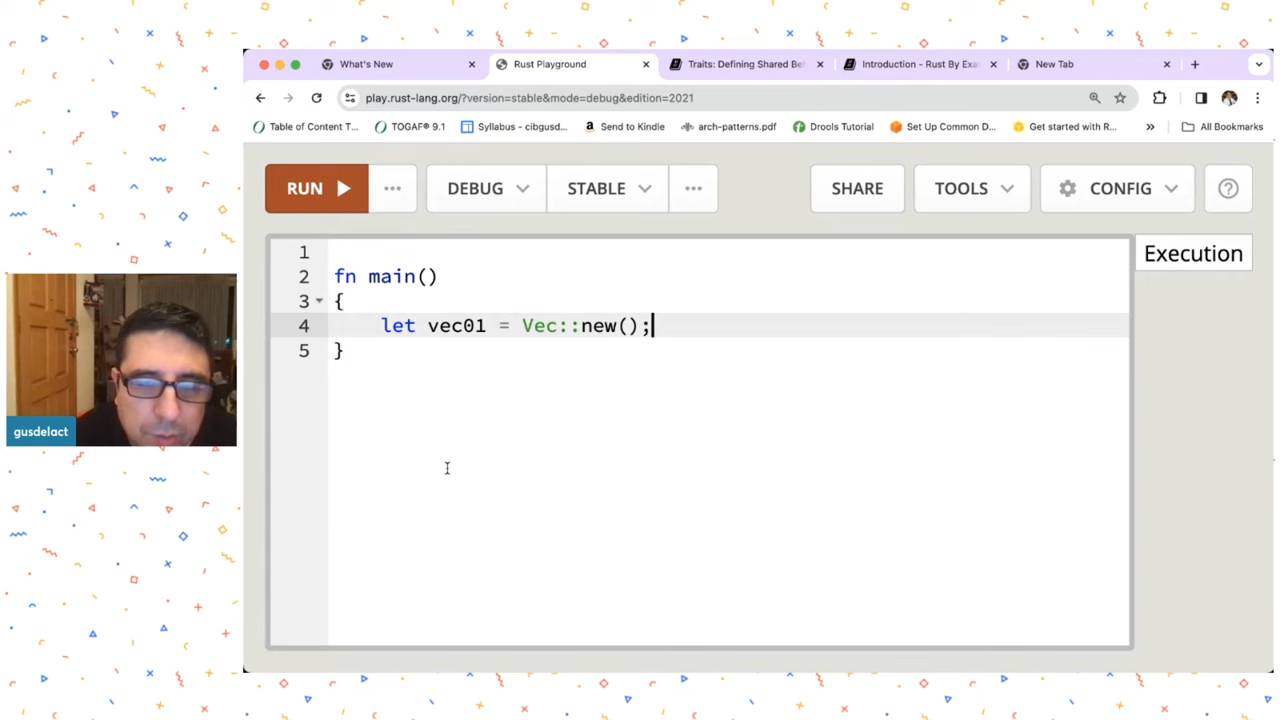 What's New
Rust Playground
Traits: Defining Shared Be
Introduction - Rust By Exa
New Tab
play.rust-lang.org/?version=stable&mode=debug&edition=2021
Table of Content T...
TOGAF® 9.1
Syllabus - cibgusd...
Send to Kindle
arch-patterns.pdf
Drools Tutorial
Set Up Common D...
Get started with R...
All Bookmarks
RUN
DEBUG
STABLE
SHARE
TOOLS
CONFIG
Execution
1
2 fn main()
3 {
4 let vec01 = Vec::new();
5 }
gusdelact